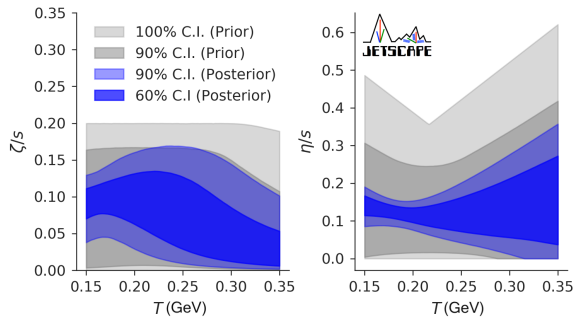 0.35
0.30
0.25
0.20
0.15
0.10
0.05
0.00
ζ/s
100% C.I. (Prior)
90% C.I. (Prior)
90% C.I. (Posterior)
60% C.I (Posterior)
0.15 0.20 0.25 0.30 0.35
T (GeV)
JETSCAPE
0.6
0.5
0.4
0.3
0.2
0.1
0.0
η/s
0.15 0.20 0.25 0.30 0.35
T (GeV)